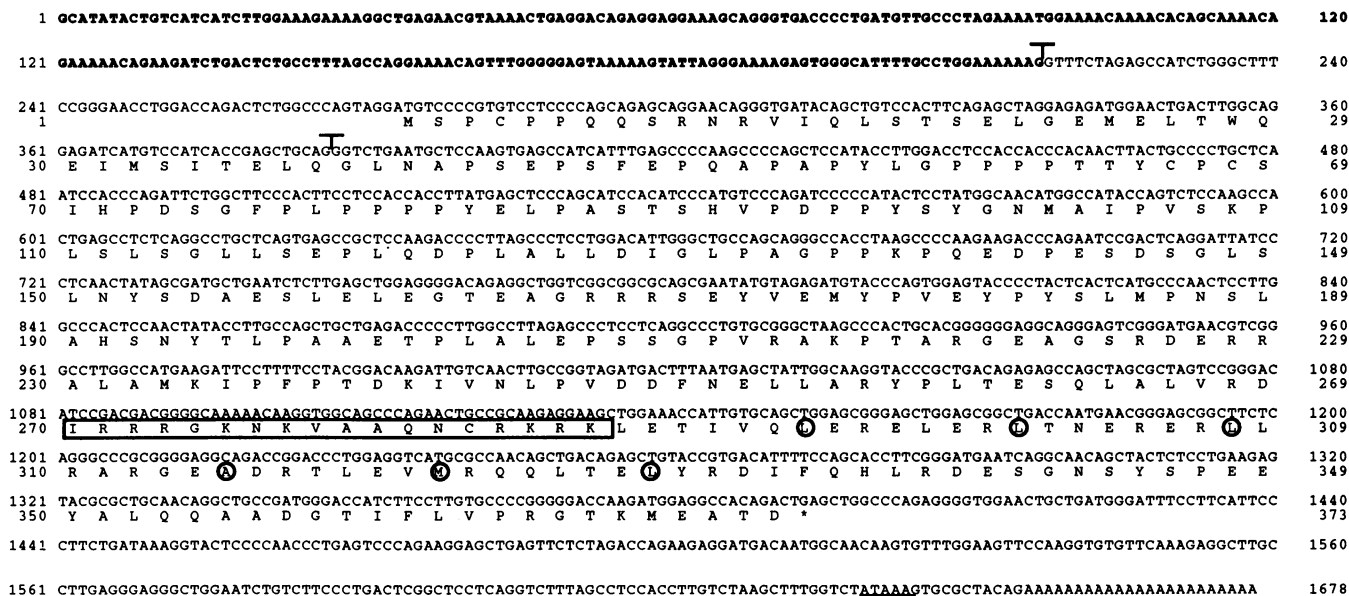 1 GCATATACTGTCATCATCTTGGAAAGAAAAGGCTGAGAACGTAAAACTGAGGACAGAGGAGGAAAGCAGGGTGACCCCTGATGTTGCCCTAGAAAATGGAAAACAAAACACAGCAAAACA 120
121 GAAAAACAGAAGATCTGACTCTGCCTTTAGCCAGGAAAACAGTTTGGGGGAGTAAAAAGTATTAGGGAAAAGAGTGGGCATTTTGCCTGGAAAAAAGGTTTCTAGAGCCATCTGGGCTTT 240
241 CCGGGAACCTGGACCAGACTCTGGCCCAGTAGGATGTCCCCGTGTCCTCCCCAGCAGAGCAGGAACAGGGTGATACAGCTGTCCACTTCAGAGCTAGGAGAGATGGAACTGACTTGGCAG 360
1 M S P C P P Q Q S R N R V I Q L S T S E L G E M E L T W Q 29
361 GAGATCATGTCCATCACCGAGCTGCAGGGTCTGAATGCTCCAAGTGAGCCATCATTTGAGCCCCAAGCCCCAGCTCCATACCTTGGACCTCCACCACCCACAACTTACTGCCCCTGCTCA 480
30 E I M S I T E L Q G L N A P S E P S F E P Q A P A P Y L G P P P P T T Y C P C S 69
481 ATCCACCCAGATTCTGGCTTCCCACTTCCTCCACCACCTTATGAGCTCCCAGCATCCACATCCCATGTCCCAGATCCCCCATACTCCTATGGCAACATGGCCATACCAGTCTCCAAGCCA 600
70 I H P D S G F P L P P P P Y E L P A S T S H V P D P P Y S Y G N M A I P V S K P 109
601 CTGAGCCTCTCAGGCCTGCTCAGTGAGCCGCTCCAAGACCCCTTAGCCCTCCTGGACATTGGGCTGCCAGCAGGGCCACCTAAGCCCCAAGAAGACCCAGAATCCGACTCAGGATTATCC 720
110 L S L S G L L S E P L Q D P L A L L D I G L P A G P P K P Q E D P E S D S G L S 149
721 CTCAACTATAGCGATGCTGAATCTCTTGAGCTGGAGGGGACAGAGGCTGGTCGGCGGCGCAGCGAATATGTAGAGATGTACCCAGTGGAGTACCCCTACTCACTCATGCCCAACTCCTTG 840
150 L N Y S D A E S L E L E G T E A G R R R S E Y V E M Y P V E Y P Y S L M P N S L 189
841 GCCCACTCCAACTATACCTTGCCAGCTGCTGAGACCCCCTTGGCCTTAGAGCCCTCCTCAGGCCCTGTGCGGGCTAAGCCCACTGCACGGGGGGAGGCAGGGAGTCGGGATGAACGTCGG 960
190 A H S N Y T L P A A E T P L A L E P S S G P V R A K P T A R G E A G S R D E R R 229
961 GCCTTGGCCATGAAGATTCCTTTTCCTACGGACAAGATTGTCAACTTGCCGGTAGATGACTTTAATGAGCTATTGGCAAGGTACCCGCTGACAGAGAGCCAGCTAGCGCTAGTCCGGGAC 1080
230 A L A M K I P F P T D K I V N L P V D D F N E L L A R Y P L T E S Q L A L V R D 269
1081 ATCCGACGACGGGGCAAAAACAAGGTGGCAGCCCAGAACTGCCGCAAGAGGAAGCTGGAAACCATTGTGCAGCTGGAGCGGGAGCTGGAGCGGCTGACCAATGAACGGGAGCGGCTTCTC 1200
270 I R R R G K N K V A A Q N C R K R K L E T I V Q L E R E L E R L T N E R E R L L 309
1201 AGGGCCCGCGGGGAGGCAGACCGGACCCTGGAGGTCATGCGCCAACAGCTGACAGAGCTGTACCGTGACATTTTCCAGCACCTTCGGGATGAATCAGGCAACAGCTACTCTCCTGAAGAG 1320
310 R A R G E A D R T L E V M R Q Q L T E L Y R D I F Q H L R D E S G N S Y S P E E 349
1321 TACGCGCTGCAACAGGCTGCCGATGGGACCATCTTCCTTGTGCCCCGGGGGACCAAGATGGAGGCCACAGACTGAGCTGGCCCAGAGGGGTGGAACTGCTGATGGGATTTCCTTCATTCC 1440
350 Y A L Q Q A A D G T I F L V P R G T K M E A T D * 373
1441 CTTCTGATAAAGGTACTCCCCAACCCTGAGTCCCAGAAGGAGCTGAGTTCTCTAGACCAGAAGAGGATGACAATGGCAACAAGTGTTTGGAAGTTCCAAGGTGTGTTCAAAGAGGCTTGC 1560
1561 CTTGAGGGAGGGCTGGAATCTGTCTTCCCTGACTCGGCTCCTCAGGTCTTTAGCCTCCACCTTGTCTAAGCTTTGGTCTATAAAGTGCGCTACAGAAAAAAAAAAAAAAAAAAAAAAA 1678